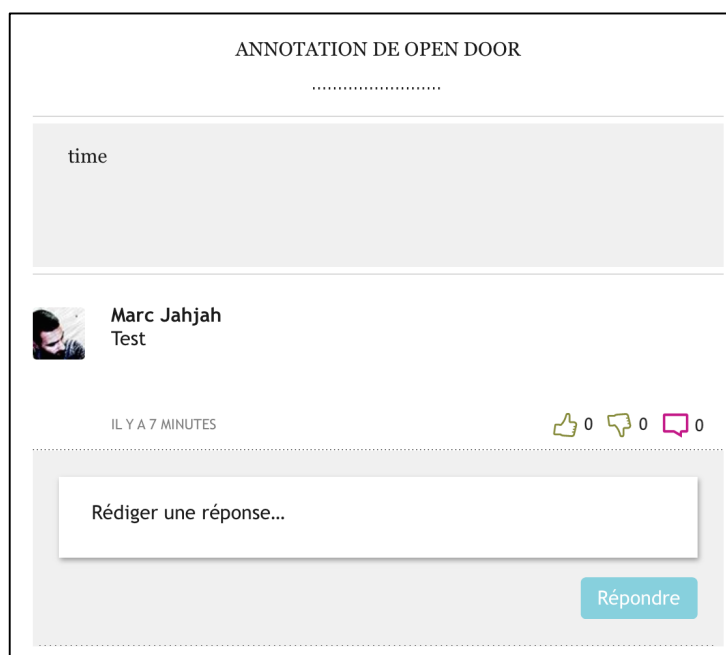 ANNOTATION DE OPEN DOOR
time
Marc Jahjah
Test
IL Y A 7 MINUTES 0 0 0
Rédiger une réponse...
Répondre